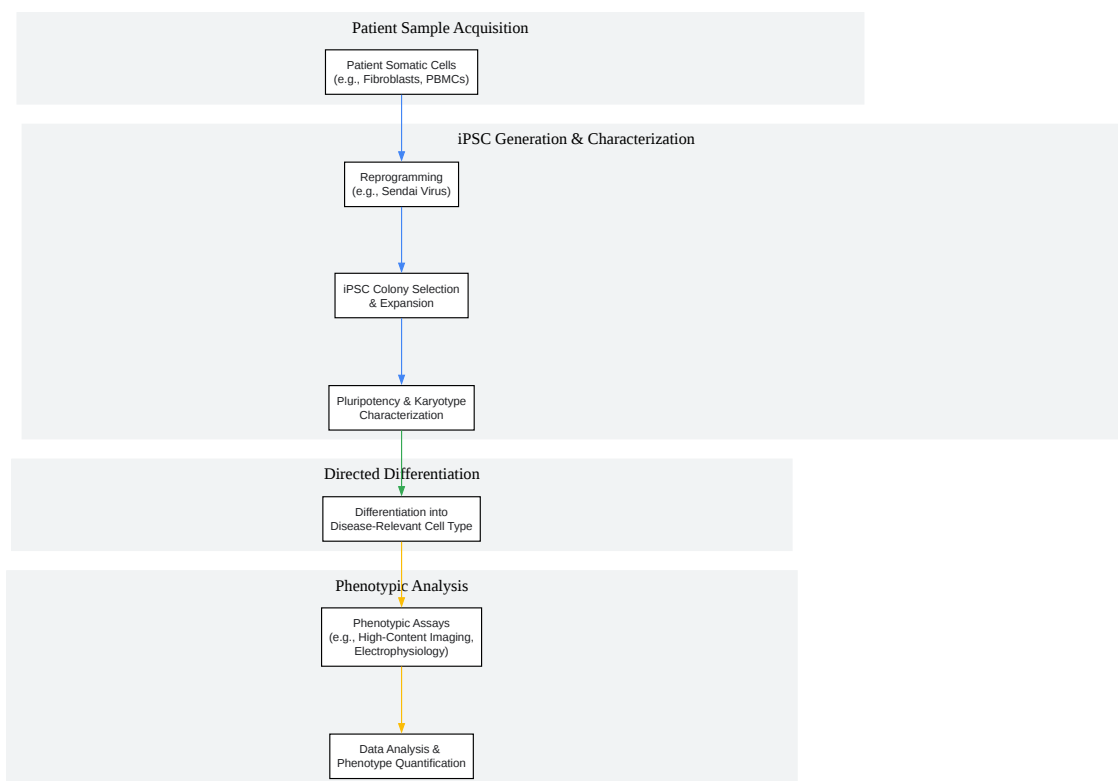 Patient Sample Acquisition
Patient Somatic Cells
(e.g., Fibroblasts, PBMCs)
iPSC Generation & Characterization
Reprogramming
(e.g., Sendai Virus)
iPSC Colony Selection
& Expansion
Pluripotency & Karyotype
Characterization
Directed Differentiation
Differentiation into
Disease-Relevant Cell Type
Phenotypic Analysis
Phenotypic Assays
(e.g., High-Content Imaging,
Electrophysiology)
Data Analysis &
Phenotype Quantification